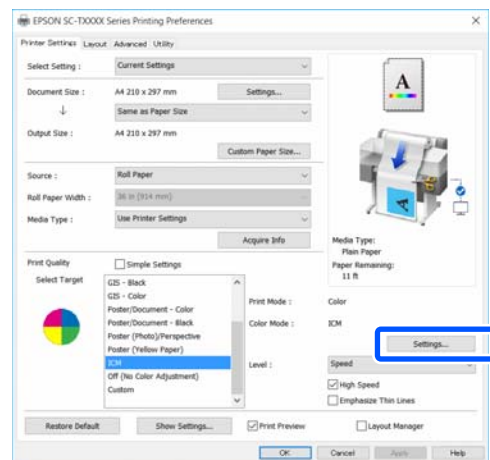 EPSON SC-TXXXX Series Printing Preferences
Printer Settings Layout Advanced Utility
Select Setting : Current Settings
Document Size : A4 210 x 297 mm Settings...
Same as Paper Size
Output Size : A4 210 x 297 mm
Custom Paper Size...
Source : Roll Paper
Roll Paper Width : 36 in (914 mm)
Media Type : Use Printer Settings
Acquire Info
A
Media Type:
Plain Paper
Paper Remaining:
11 ft
Print Quality Simple Settings
Select Target
GIS - Black
GIS - Color
Poster/Document - Color
Poster/Document - Black
Poster (Photo)/Perspective
Poster (Yellow Paper)
ICM
Off (No Color Adjustment)
Custom
Print Mode : Color
Color Mode : ICM
Settings...
Level : Speed
High Speed
Emphasize Thin Lines
Restore Default Show Settings... Print Preview Layout Manager
OK Cancel Apply Help